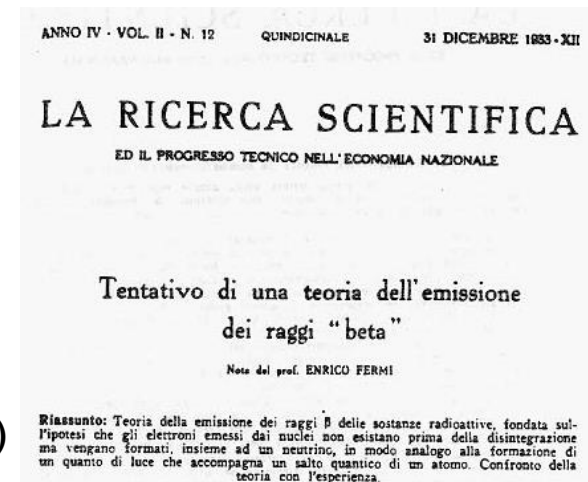 ANNO IV - VOL. II - N. 12 QUINDICINALE 31 DICEMBRE 1933 - XII
LA RICERCA SCIENTIFICA
ED IL PROGRESSO TECNICO NELL'ECONOMIA NAZIONALE
Tentativo di una teoria dell'emissione
dei raggi "beta"
Nota del prof. ENRICO FERMI
Riassunto: Teoria della emissione dei raggi β delle sostanze radioattive, fondata sul-
l'ipotesi che gli elettroni emessi dai nuclei non esistano prima della disintegrazione
ma vengano formati, insieme ad un neutrino, in modo analogo alla formazione di
un quanto di luce che accompagna un salto quantico di un atomo. Confronto della
teoria con l'esperienza.
)